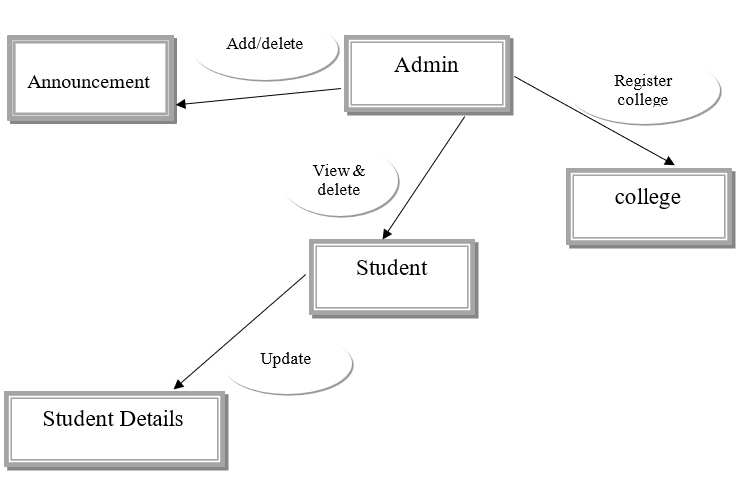 Add/delete
Admin
Announcement
Register
college
View &
delete
college
Student
Update
Student Details